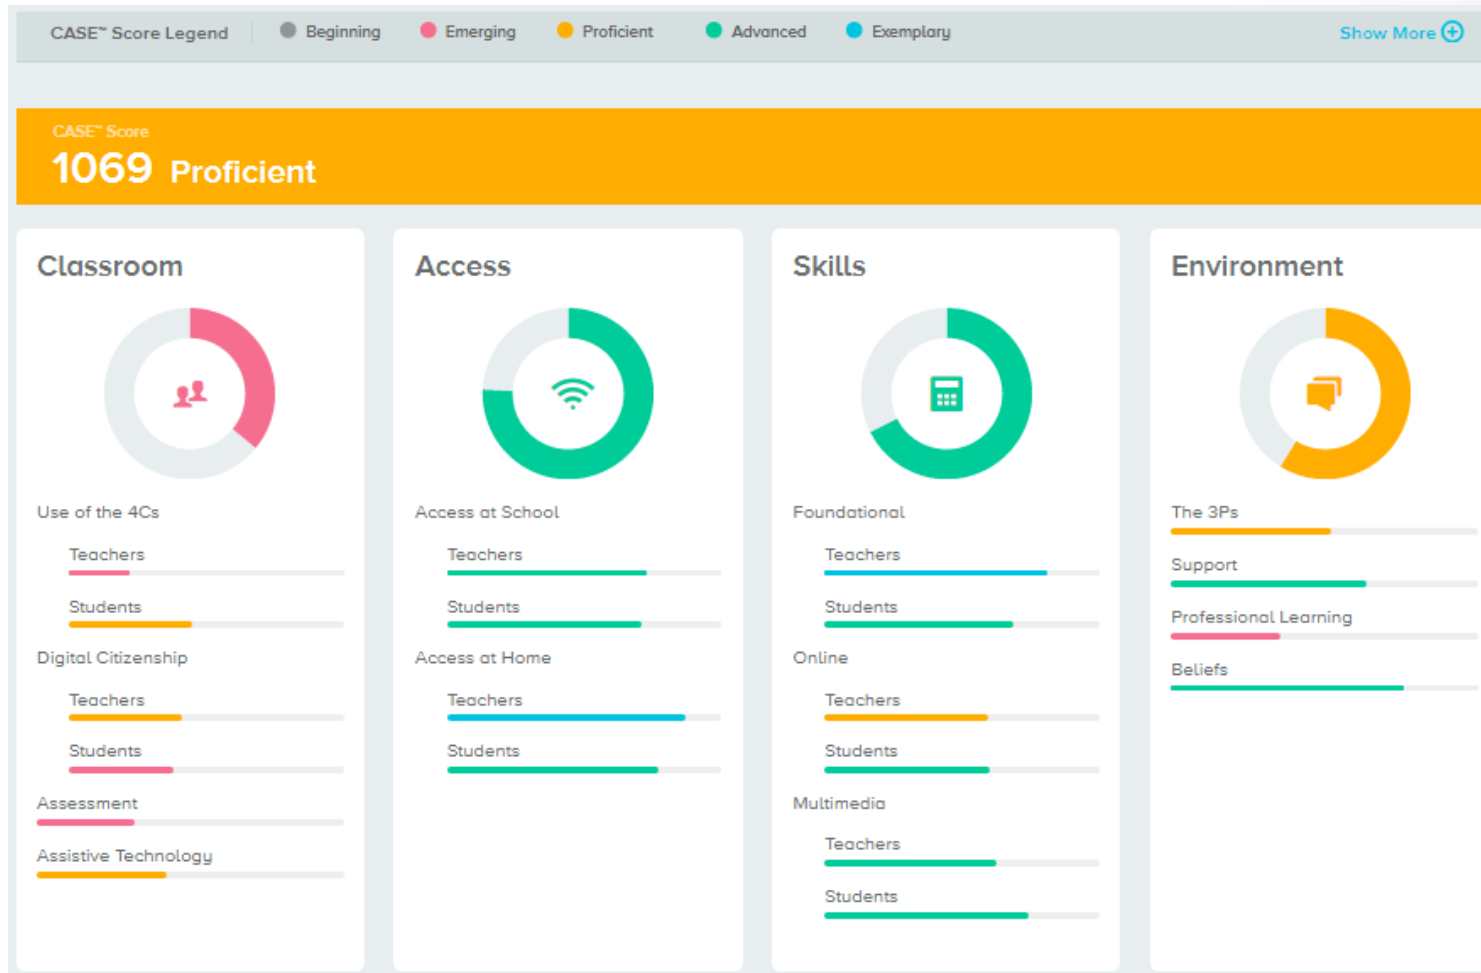 CASE™ Score Legend Beginning Emerging Proficient Advanced Exemplary Show More
CASE™ Score
1069 Proficient
Classroom
Use of the 4Cs
Teachers
Students
Digital Citizenship
Teachers
Students
Assessment
Assistive Technology
Access
Access at School
Teachers
Students
Access at Home
Teachers
Students
Skills
Foundational
Teachers
Students
Online
Teachers
Students
Multimedia
Teachers
Students
Environment
The 3Ps
Support
Professional Learning
Beliefs